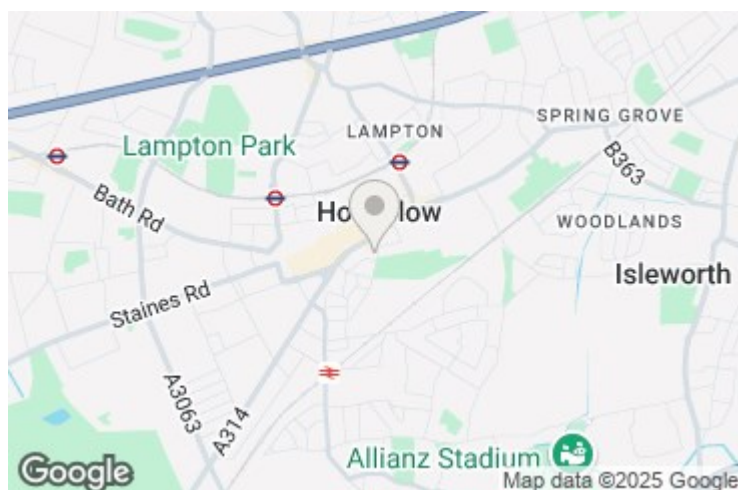 LAMPTON
SPRING GROVE
Lampton Park
B363
Bath Rd
WOODLANDS
Isleworth
Staines Rd
A3063
A314
Allianz Stadium
Google
Map data ©2025 Google